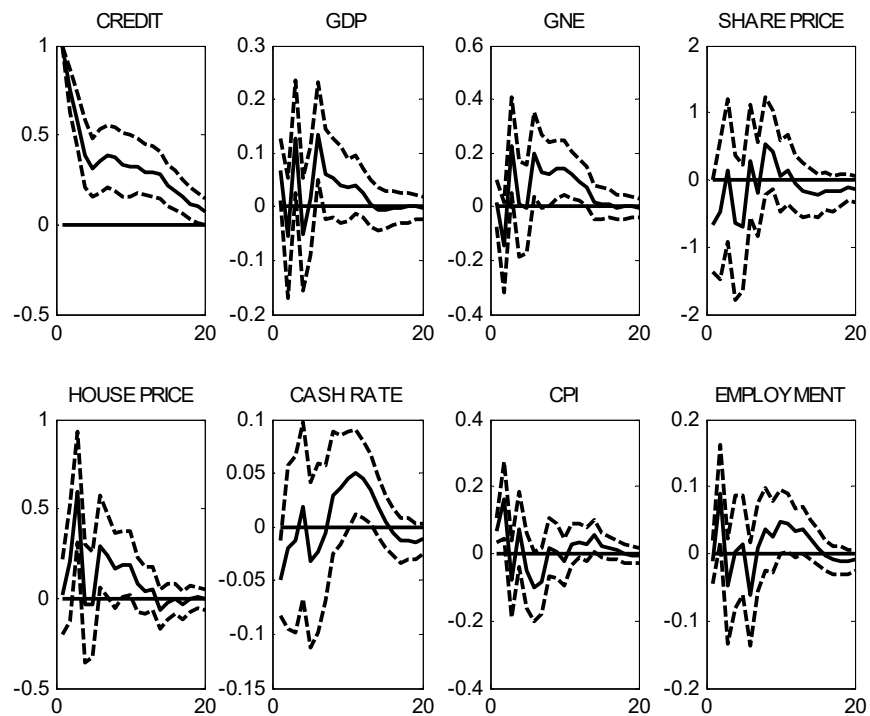 CREDIT GDP GNE SHARE PRICE
1 0.3 0.6 2
0.2 0.4 1
0.5 0.1 0.2 0
0 0 0 -1
-0.1 -0.2
-0.5 -0.2 -0.4 -2
0 20 0 20 0 20 0 20
HOUSE PRICE CASH RATE CPI EMPLOYMENT
1 0.1 0.4 0.2
0.05
0.5 0.2 0.1
0 0 0
0 -0.05
-0.1 -0.2 -0.1
-0.5 -0.15 -0.4 -0.2
0 20 0 20 0 20 0 20